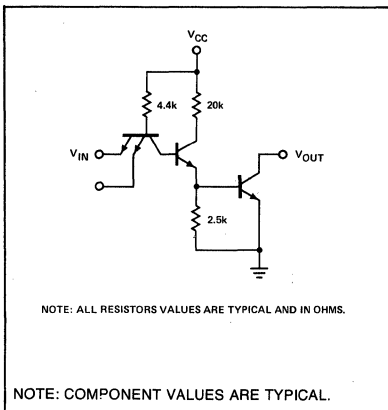 VCC
4.4k
20k
VIN
VOUT
2.5k
NOTE: ALL RESISTORS VALUES ARE TYPICAL AND IN OHMS.
NOTE: COMPONENT VALUES ARE TYPICAL.